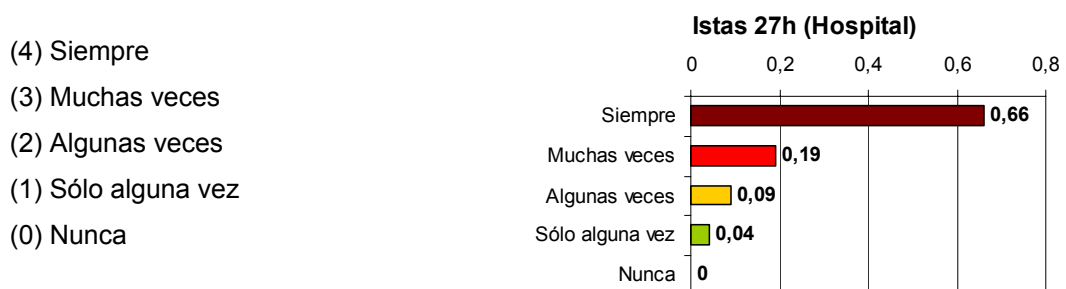 (4) Siempre
(3) Muchas veces
(2) Algunas veces
(1) Sólo alguna vez
(0) Nunca
Istas 27h (Hospital)
0 0,2 0,4 0,6 0,8
Siempre 0,66
Muchas veces 0,19
Algunas veces 0,09
Sólo alguna vez 0,04
Nunca 0